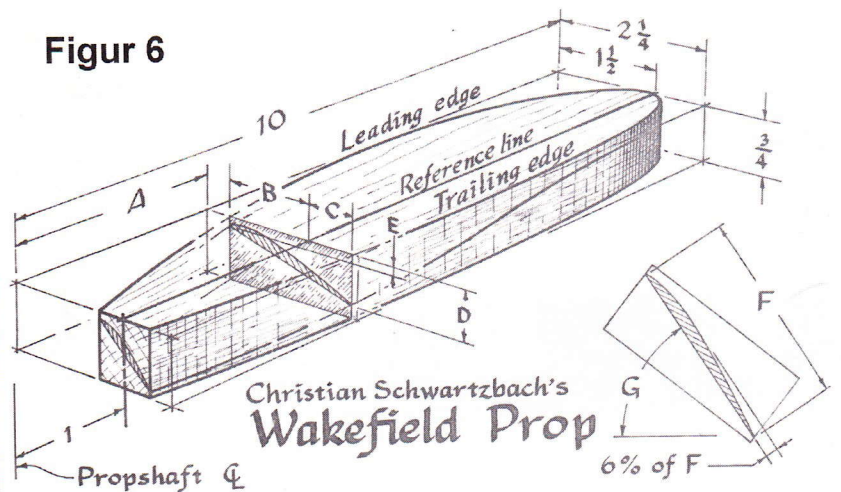 Figur 6
2 1/4
1 1/2
10
Leading edge
3/4
A
Reference line
Trailing edge
B
C
E
D
F
G
Christian Schwartzbach's
Wakefield Prop
1
6% of F
Propshaft ℄